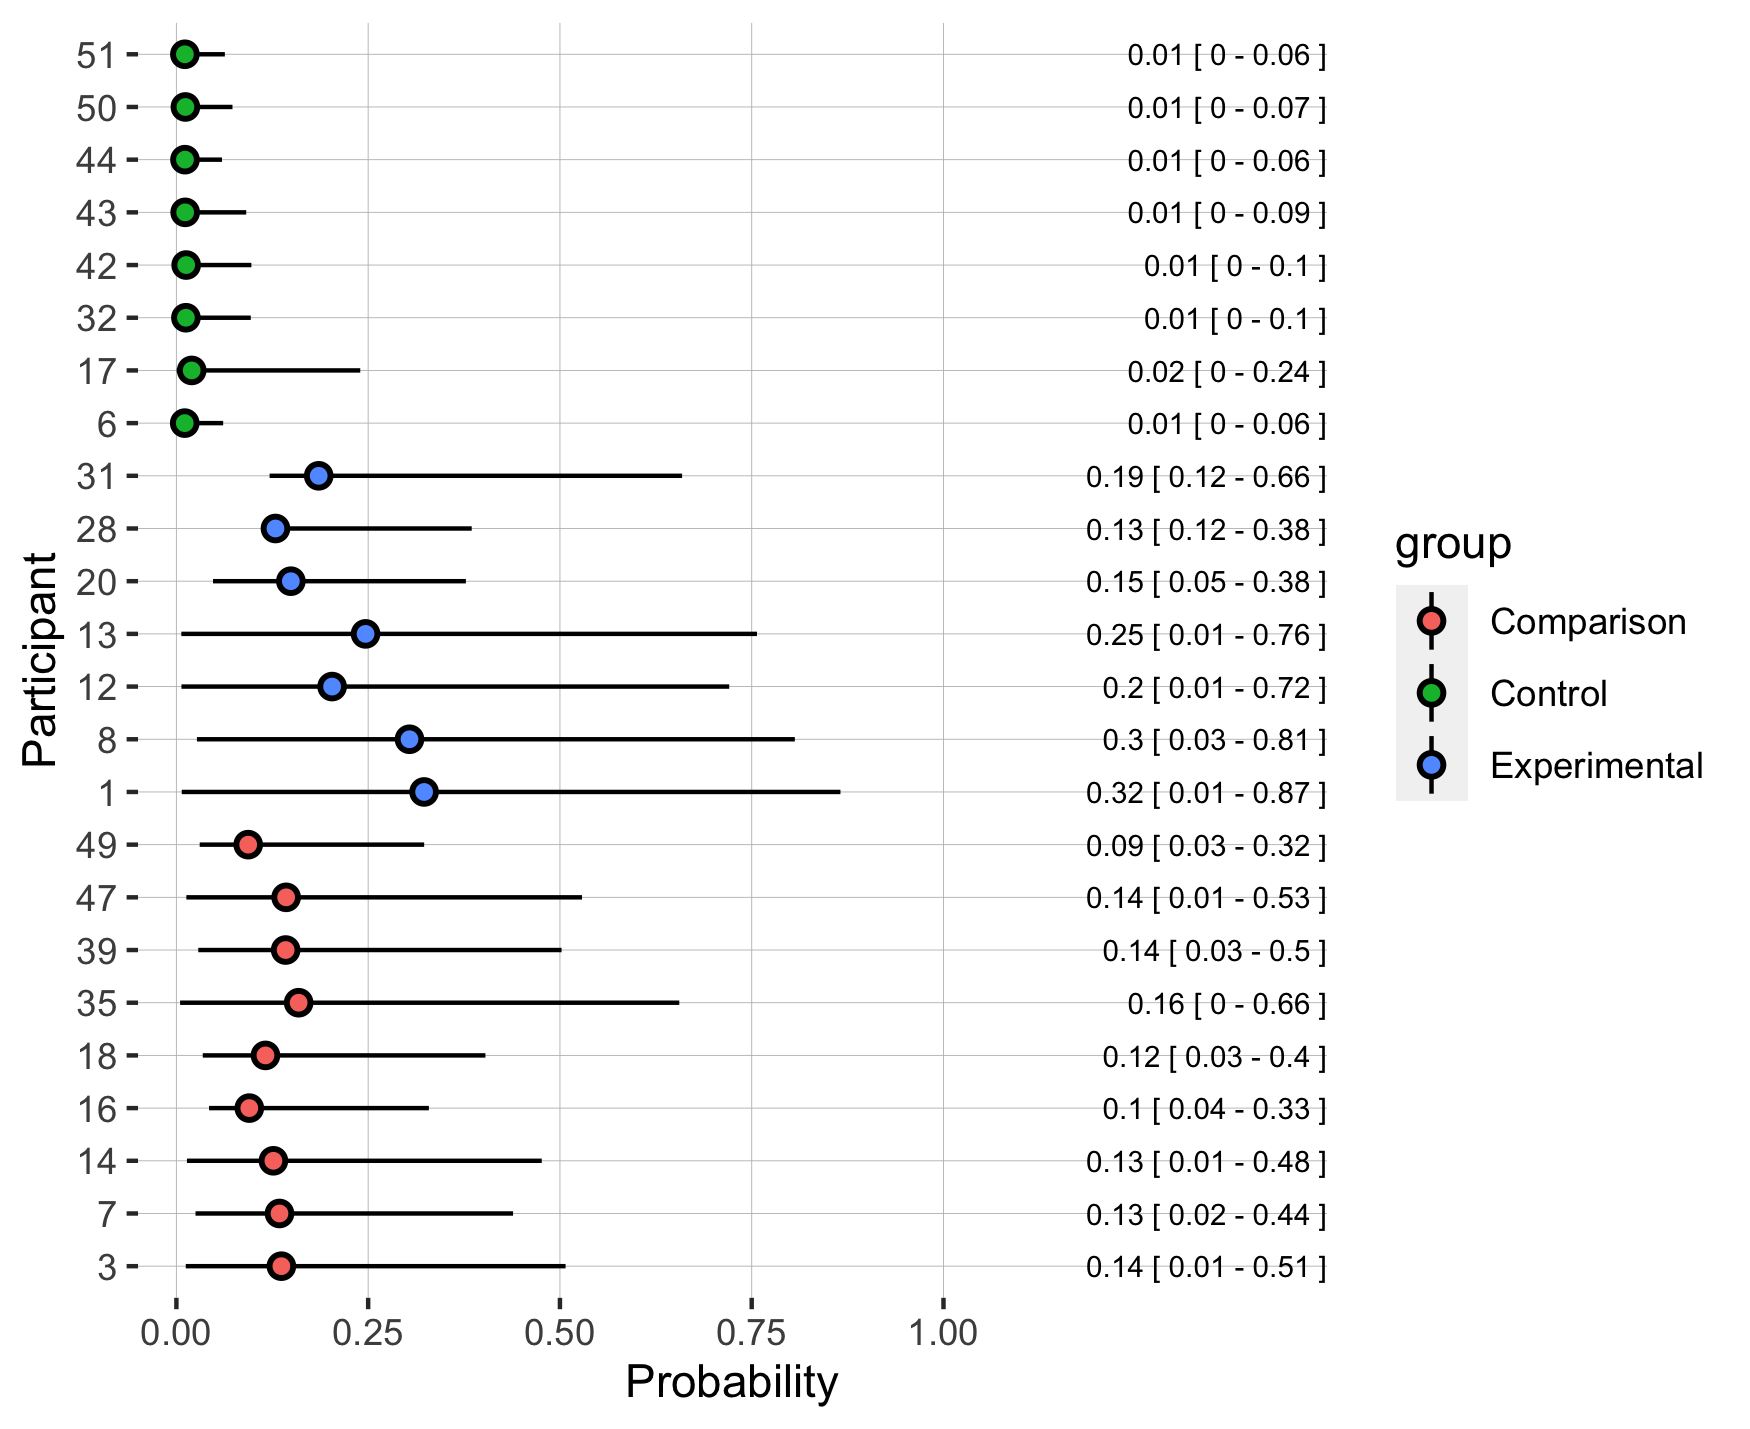 51 0.01 [ 0 - 0.06 ]
50 0.01 [ 0 - 0.07 ]
44 0.01 [ 0 - 0.06 ]
43 0.01 [ 0 - 0.09 ]
42 0.01 [ 0 - 0.1 ]
32 0.01 [ 0 - 0.1 ]
17 0.02 [ 0 - 0.24 ]
6 0.01 [ 0 - 0.06 ]
31 0.19 [ 0.12 - 0.66 ]
28 0.13 [ 0.12 - 0.38 ]
20 0.15 [ 0.05 - 0.38 ]
13 0.25 [ 0.01 - 0.76 ]
12 0.2 [ 0.01 - 0.72 ]
8 0.3 [ 0.03 - 0.81 ]
1 0.32 [ 0.01 - 0.87 ]
49 0.09 [ 0.03 - 0.32 ]
47 0.14 [ 0.01 - 0.53 ]
39 0.14 [ 0.03 - 0.5 ]
35 0.16 [ 0 - 0.66 ]
18 0.12 [ 0.03 - 0.4 ]
16 0.1 [ 0.04 - 0.33 ]
14 0.13 [ 0.01 - 0.48 ]
7 0.13 [ 0.02 - 0.44 ]
3 0.14 [ 0.01 - 0.51 ]
0.00 0.25 0.50 0.75 1.00
Probability
Participant
group
Comparison
Control
Experimental